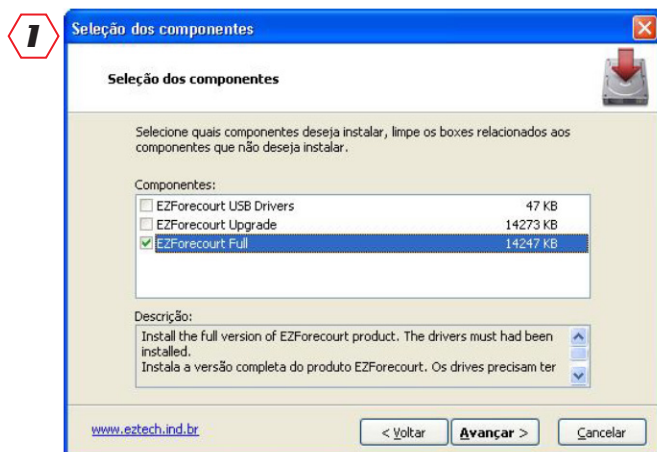 1
Seleção dos componentes
Seleção dos componentes
Selecione quais componentes deseja instalar, limpe os boxes relacionados aos
componentes que não deseja instalar.
Componentes:
EZForecourt USB Drivers 47 KB
EZForecourt Upgrade 14273 KB
EZForecourt Full 14247 KB
Descrição:
Install the full version of EZForecourt product. The drivers must had been
installed.
Instala a versão completa do produto EZForecourt. Os drives precisam ter
www.eztech.ind.br
< Voltar
Avançar >
Cancelar